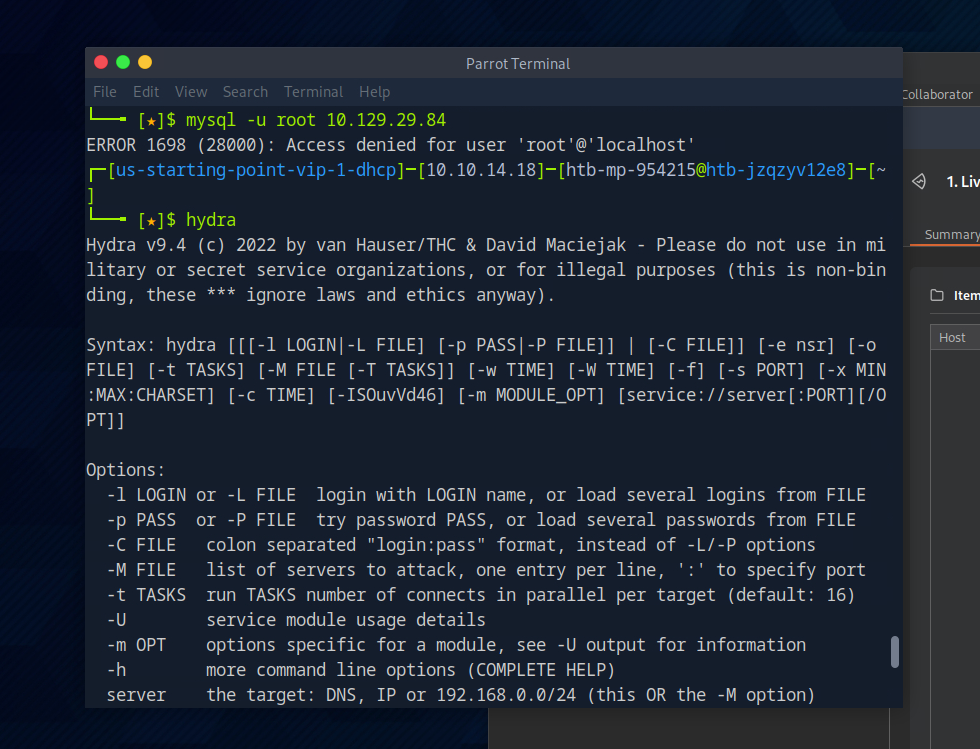 Parrot Terminal
File Edit View Search Terminal Help
└──╼ [★]$ mysql -u root 10.129.29.84
ERROR 1698 (28000): Access denied for user 'root'@'localhost'
┌─[us-starting-point-vip-1-dhcp]─[10.10.14.18]─[htb-mp-954215@htb-jzqzyv12e8]─[~
]
└──╼ [★]$ hydra
Hydra v9.4 (c) 2022 by van Hauser/THC & David Maciejak - Please do not use in mi
litary or secret service organizations, or for illegal purposes (this is non-bin
ding, these *** ignore laws and ethics anyway).
Syntax: hydra [[[-l LOGIN|-L FILE] [-p PASS|-P FILE]] | [-C FILE]] [-e nsr] [-o
FILE] [-t TASKS] [-M FILE [-T TASKS]] [-w TIME] [-W TIME] [-f] [-s PORT] [-x MIN
:MAX:CHARSET] [-c TIME] [-ISOuvVd46] [-m MODULE_OPT] [service://server[:PORT][/O
PT]]
Options:
-l LOGIN or -L FILE  login with LOGIN name, or load several logins from FILE
-p PASS  or -P FILE  try password PASS, or load several passwords from FILE
-C FILE   colon separated "login:pass" format, instead of -L/-P options
-M FILE   list of servers to attack, one entry per line, ':' to specify port
-t TASKS  run TASKS number of connects in parallel per target (default: 16)
-U        service module usage details
-m OPT    options specific for a module, see -U output for information
-h        more command line options (COMPLETE HELP)
server    the target: DNS, IP or 192.168.0.0/24 (this OR the -M option)
Collaborator
1. Liv
Summary
Item
Host